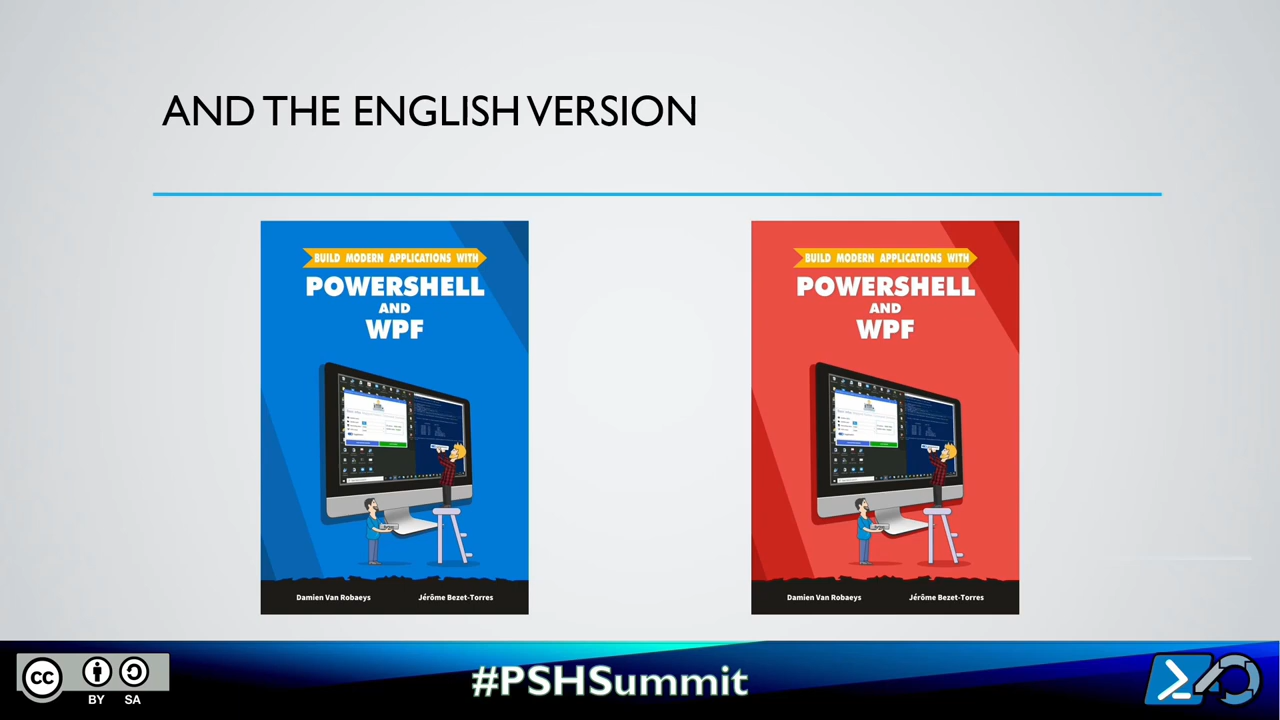 AND THE ENGLISH VERSION
BUILD MODERN APPLICATIONS WITH
POWERSHELL
AND
WPF
Damien Van Robaeys
Jérôme Bezet-Torres
BUILD MODERN APPLICATIONS WITH
POWERSHELL
AND
WPF
Damien Van Robaeys
Jérôme Bezet-Torres
CC
BY
SA
#PSHSummit